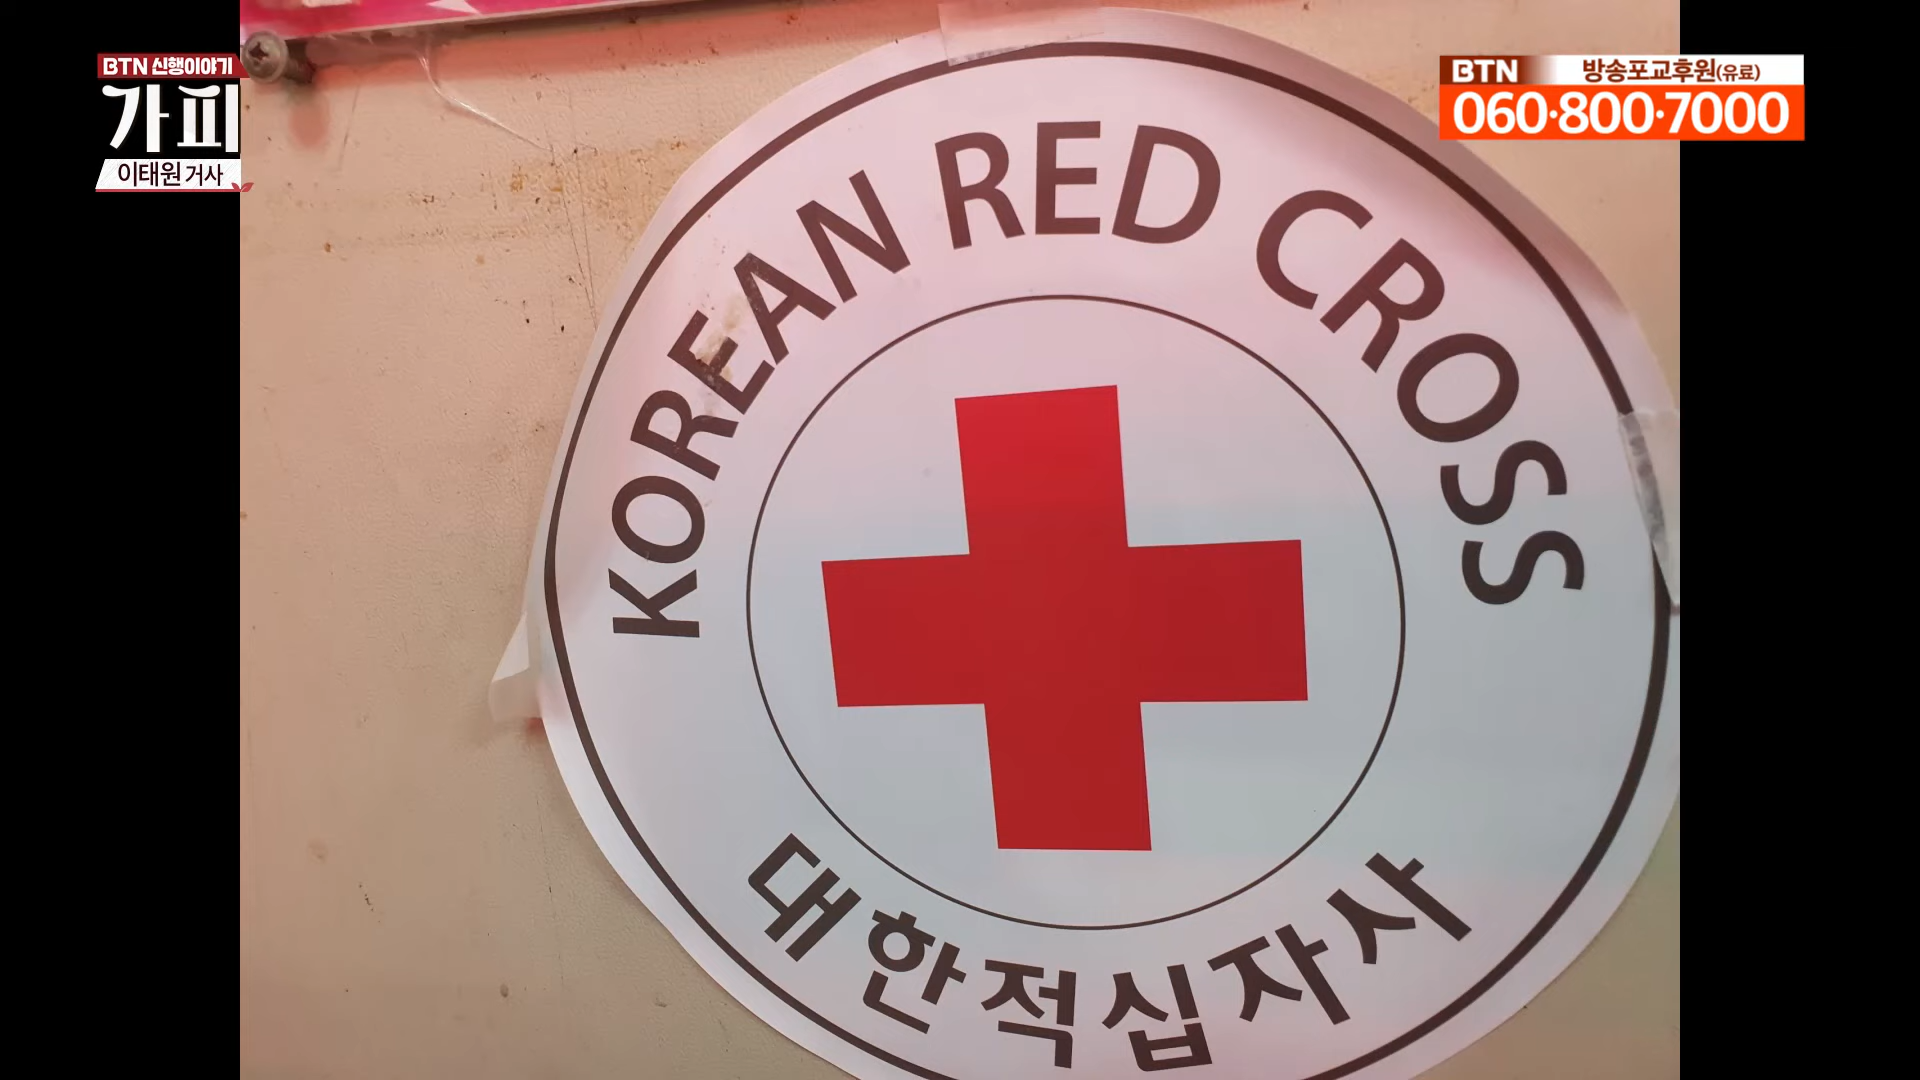 BTN 신행이야기
가피
이태원 거사
BTN 방송포교후원(유료)
060·800·7000
KOREAN RED CROSS
대한적십자사